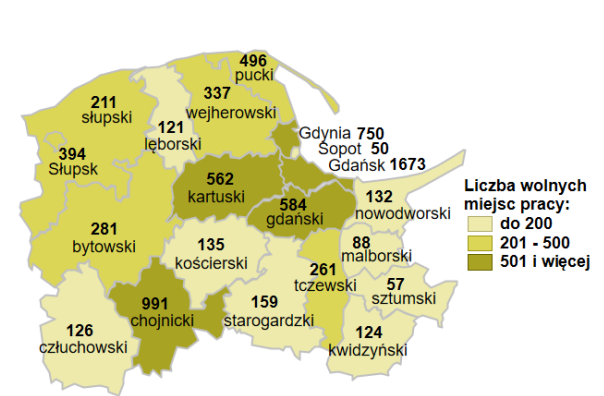 496
pucki
337
wejherowski
211
słupski
121
lęborski
Gdynia 750
Sopot 50
Gdańsk 1673
394
Słupsk
562
kartuski
584
gdański
132
nowodworski
281
bytowski
135
kościerski
88
malborski
261
tczewski
57
sztumski
991
chojnicki
159
starogardzki
126
człuchowski
124
kwidzyński
Liczba wolnych
miejsc pracy:
do 200
201 - 500
501 i więcej